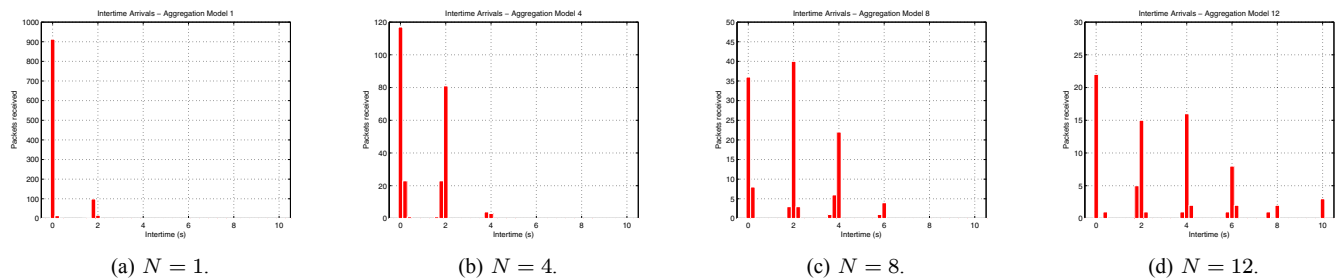 Intertime Arrivals – Aggregation Model 1
1000
900
800
700
600
500
400
300
200
100
0
Packets received
0 2 4 6 8 10
Intertime (s)
(a) N = 1.
Intertime Arrivals – Aggregation Model 4
120
100
80
60
40
20
0
Packets received
0 2 4 6 8 10
Intertime (s)
(b) N = 4.
Intertime Arrivals – Aggregation Model 8
50
45
40
35
30
25
20
15
10
5
0
Packets received
0 2 4 6 8 10
Intertime (s)
(c) N = 8.
Intertime Arrivals – Aggregation Model 12
30
25
20
15
10
5
0
Packets received
0 2 4 6 8 10
Intertime (s)
(d) N = 12.